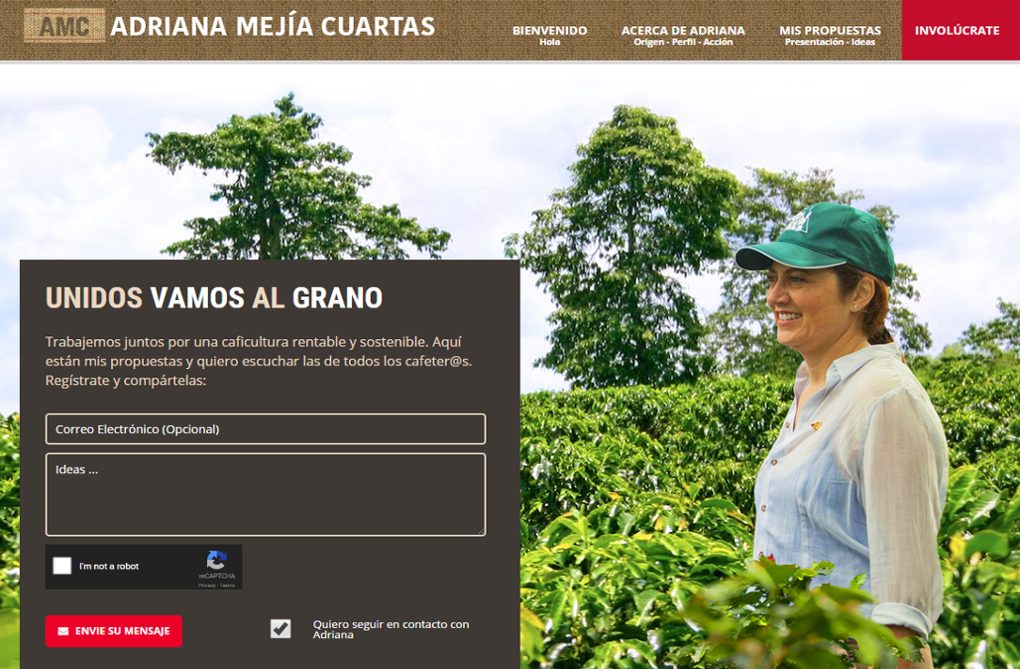 AMC ADRIANA MEJÍA CUARTAS
BIENVENIDO
Hola
ACERCA DE ADRIANA
Origen - Perfil - Acción
MIS PROPUESTAS
Presentación - Ideas
INVOLÚCRATE
UNIDOS VAMOS AL GRANO
Trabajemos juntos por una caficultura rentable y sostenible. Aquí
están mis propuestas y quiero escuchar las de todos los cafeter@s.
Regístrate y compártelas:
Correo Electrónico (Opcional)
Ideas ...
I'm not a robot
reCAPTCHA
Privacy - Terms
ENVIE SU MENSAJE
Quiero seguir en contacto con
Adriana